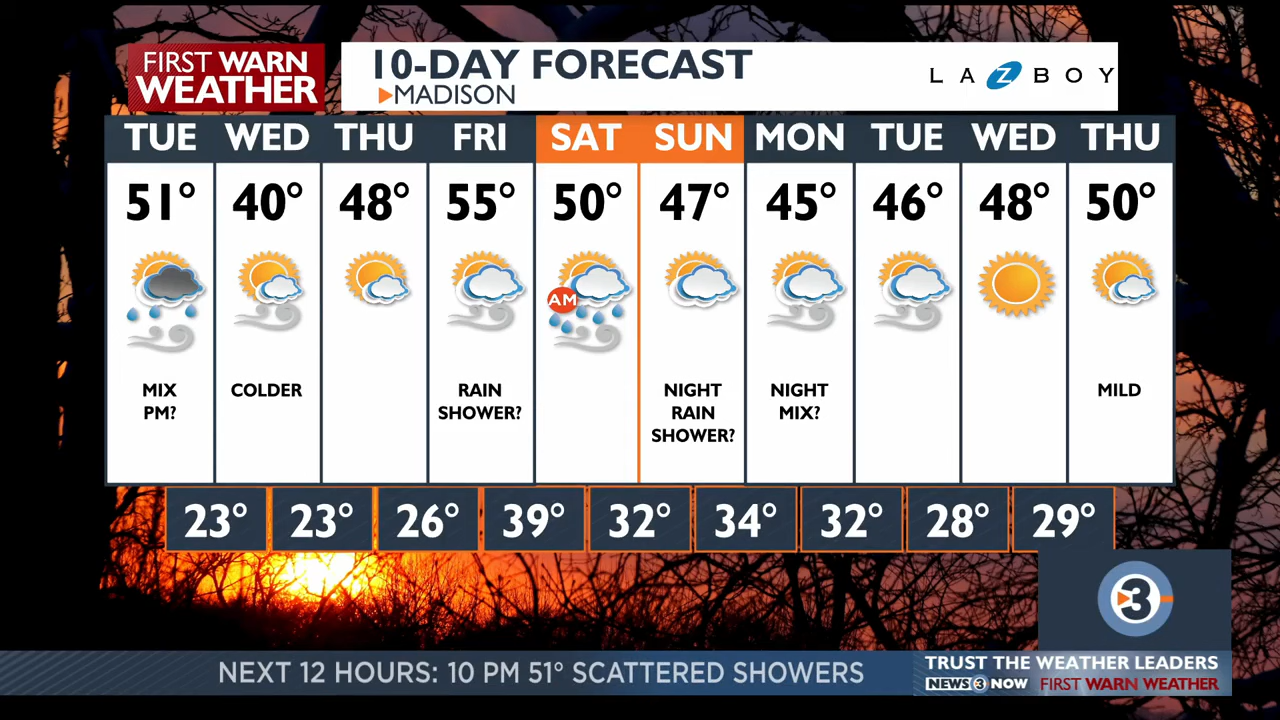 FIRST WARN
WEATHER
10-DAY FORECAST
MADISON
LAZBOY
TUE WED THU FRI SAT SUN MON TUE WED THU
51° 40° 48° 55° 50° 47° 45° 46° 48° 50°
AM
MIX
PM?
COLDER
RAIN
SHOWER?
NIGHT
RAIN
SHOWER?
NIGHT
MIX?
MILD
23° 23° 26° 39° 32° 34° 32° 28° 29°
3
NEXT 12 HOURS: 10 PM 51° SCATTERED SHOWERS
TRUST THE WEATHER LEADERS
NEWS 3 NOW FIRST WARN WEATHER